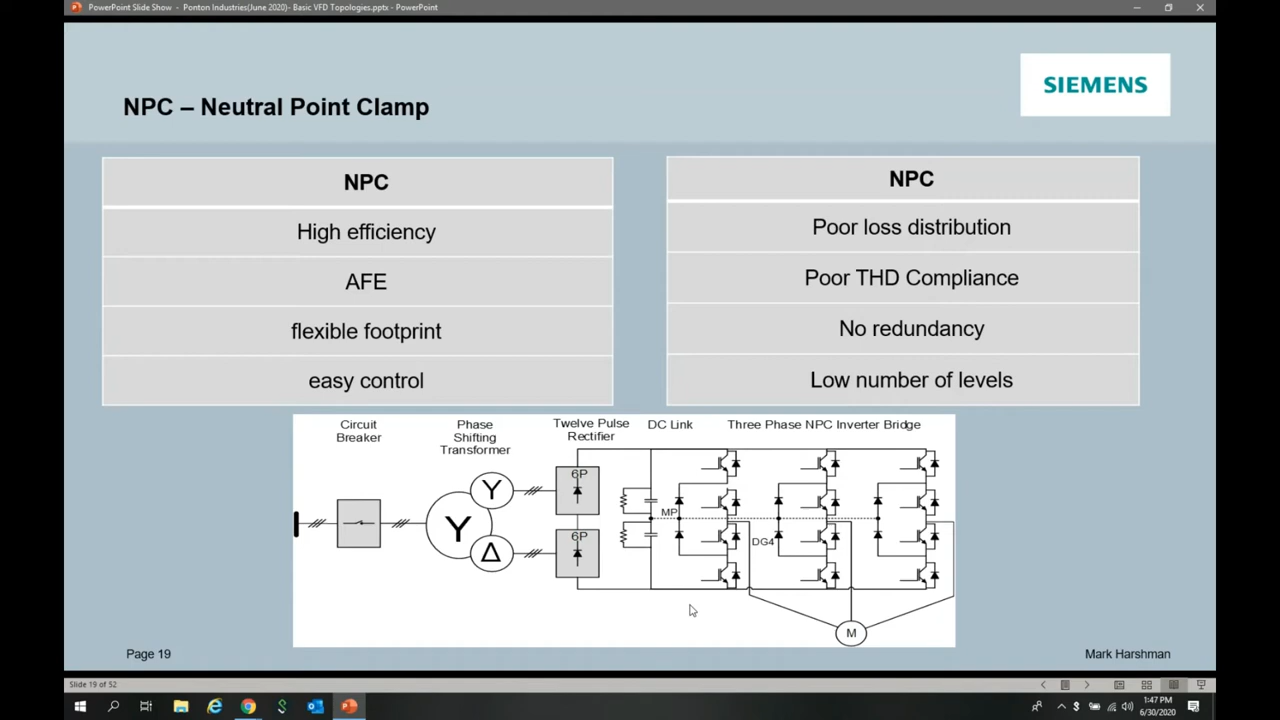 PowerPoint Slide Show - Ponton Industries(June 2020)- Basic VFD Topologies.pptx - PowerPoint
SIEMENS
NPC – Neutral Point Clamp
NPC
High efficiency
AFE
flexible footprint
easy control
NPC
Poor loss distribution
Poor THD Compliance
No redundancy
Low number of levels
Circuit
Breaker
Phase
Shifting
Transformer
Twelve Pulse
Rectifier
DC Link
Three Phase NPC Inverter Bridge
Y
Y
Δ
6P
6P
MP
DG4
M
Page 19
Mark Harshman
Slide 19 of 52
1:47 PM
6/30/2020